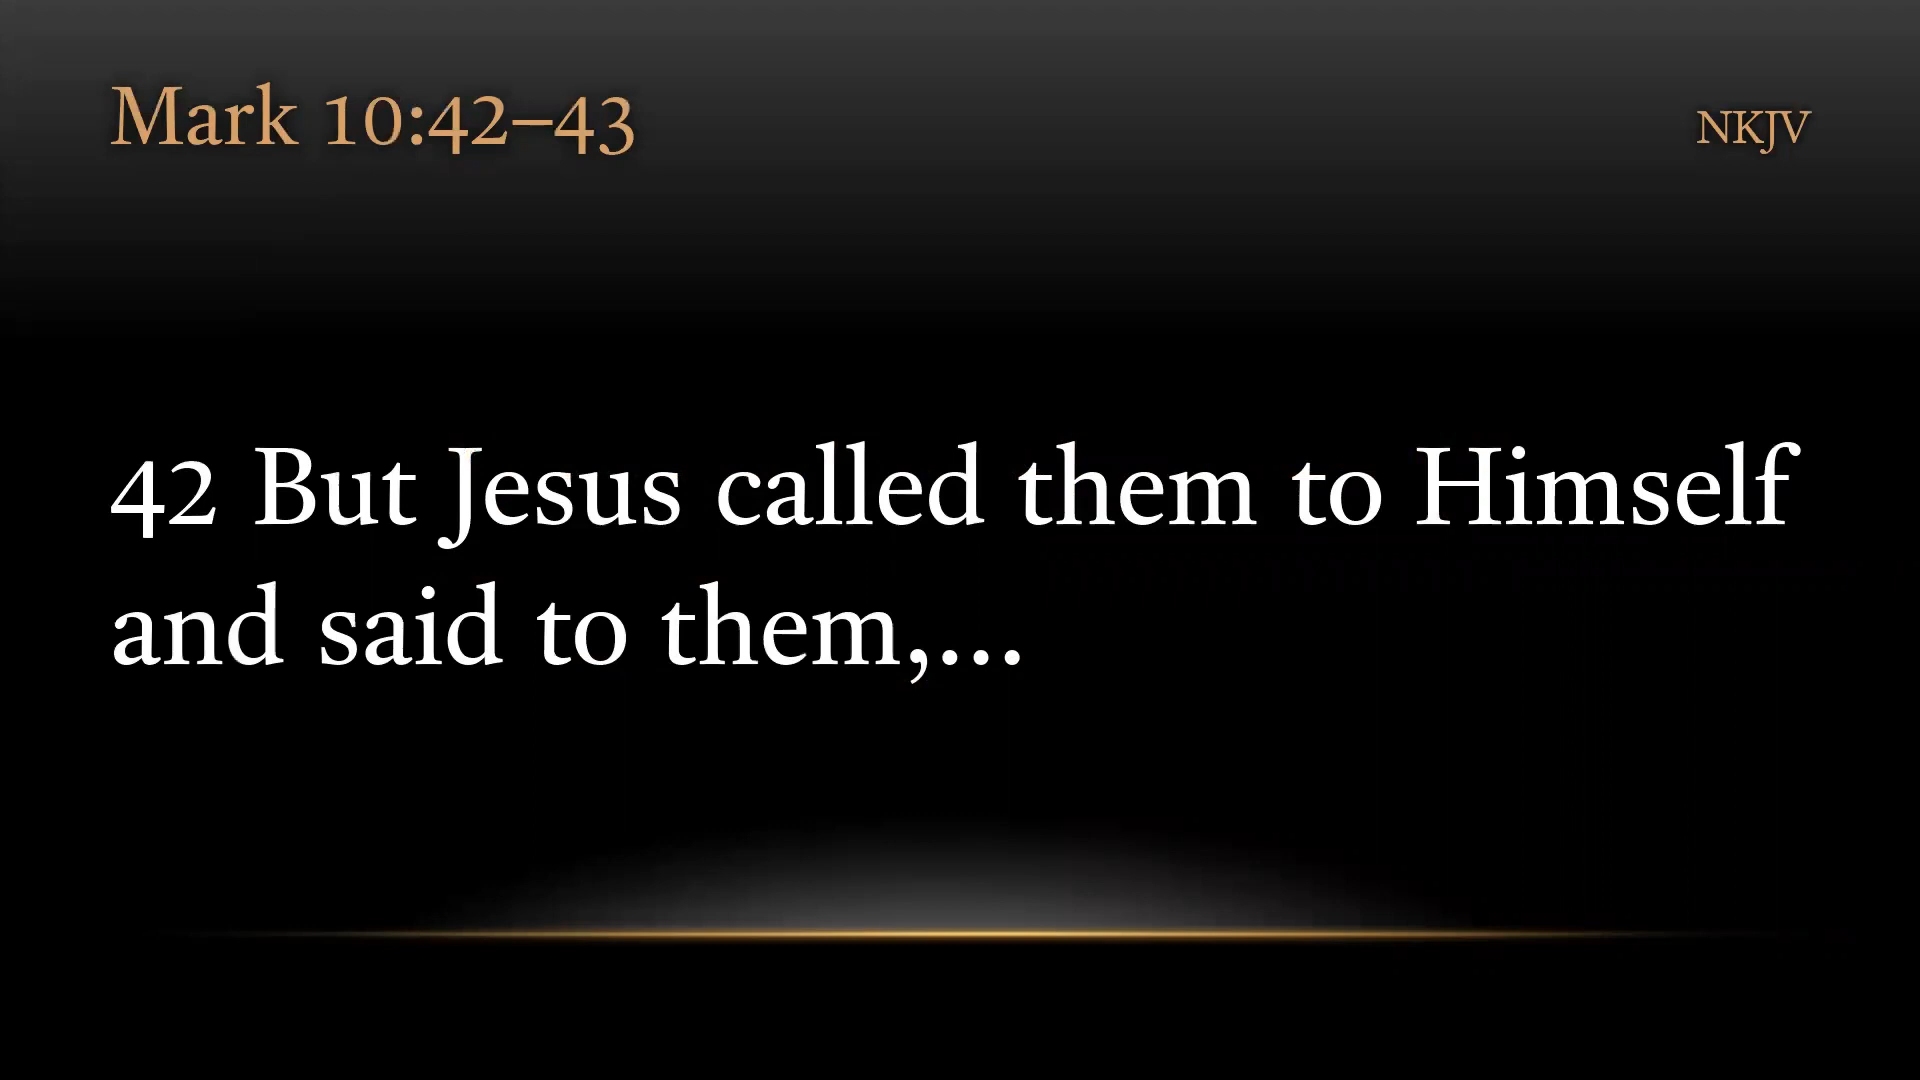 Mark 10:42–43
NKJV
42 But Jesus called them to Himself
and said to them,...